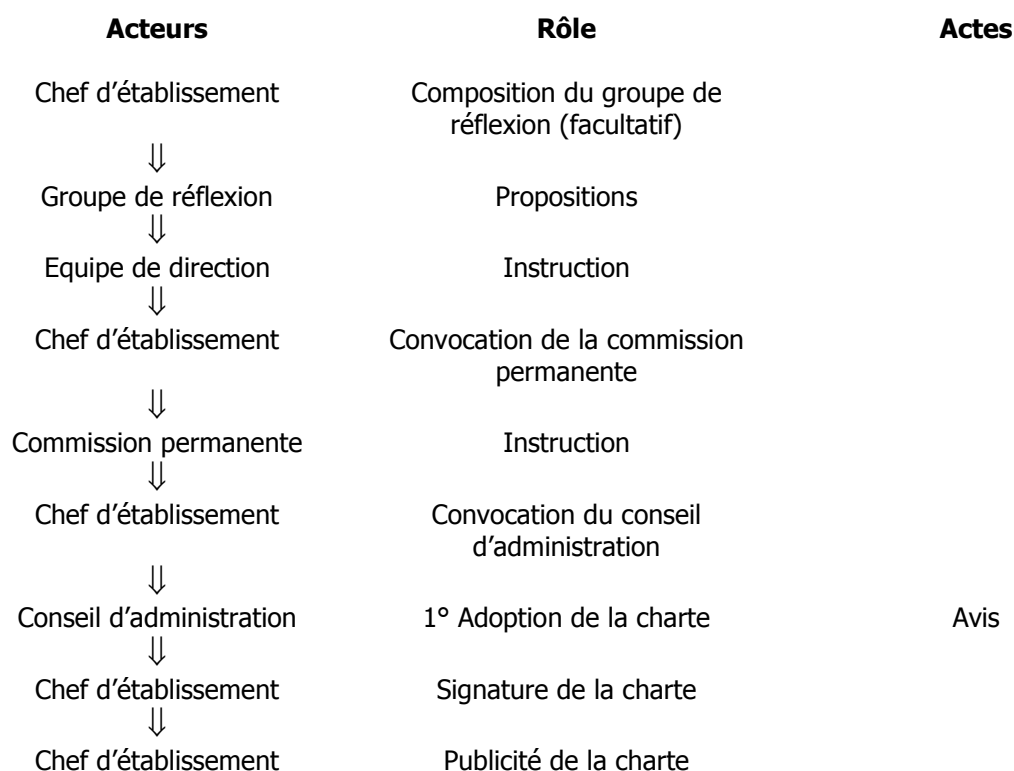 Acteurs Rôle Actes
Chef d’établissement Composition du groupe de
réflexion (facultatif)
⇓
Groupe de réflexion Propositions
⇓
Equipe de direction Instruction
⇓
Chef d’établissement Convocation de la commission
permanente
⇓
Commission permanente Instruction
⇓
Chef d’établissement Convocation du conseil
d’administration
⇓
Conseil d’administration 1° Adoption de la charte Avis
⇓
Chef d’établissement Signature de la charte
⇓
Chef d’établissement Publicité de la charte